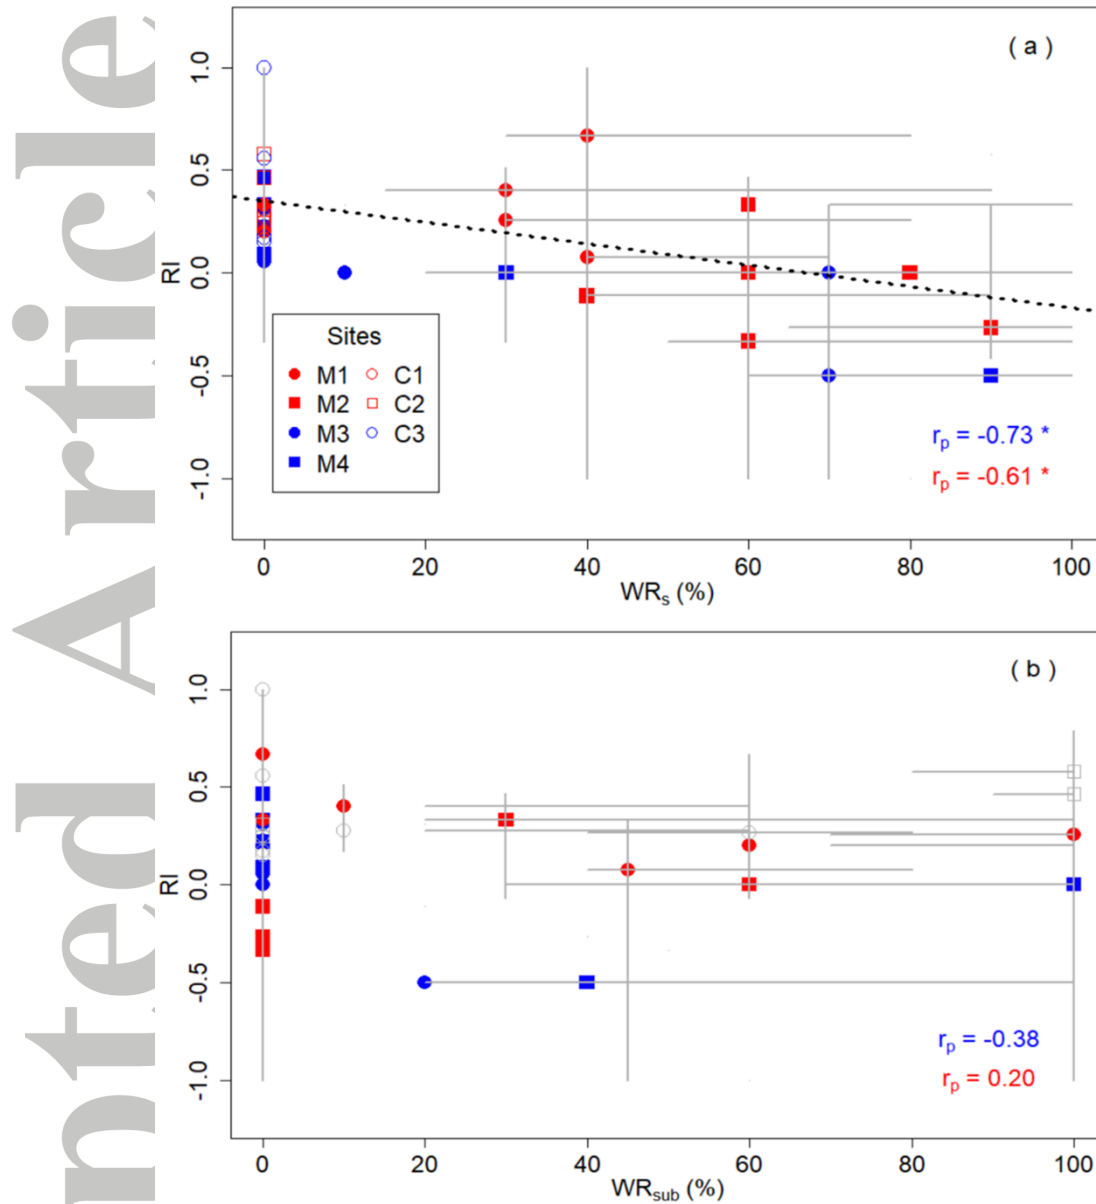 nted Article
( a )
RI
1.0
0.5
0.0
-0.5
-1.0
Sites
M1 C1
M2 C2
M3 C3
M4
rp = -0.73 *
rp = -0.61 *
0 20 40 60 80 100
WRs (%)
( b )
RI
1.0
0.5
0.0
-0.5
-1.0
rp = -0.38
rp = 0.20
0 20 40 60 80 100
WRsub (%)